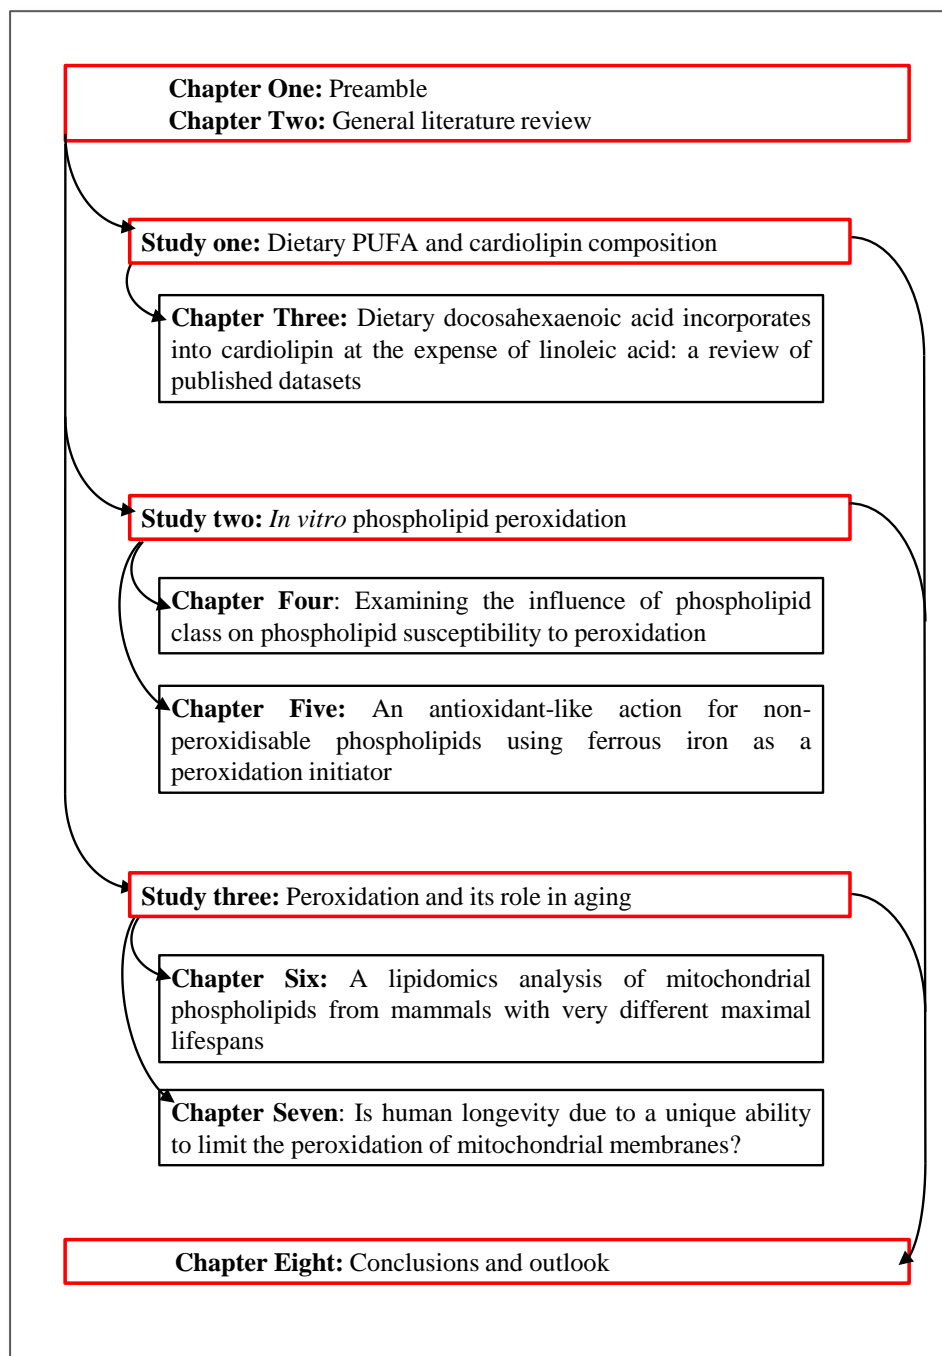 Chapter One: Preamble
Chapter Two: General literature review
Study one: Dietary PUFA and cardiolipin composition
Chapter Three: Dietary docosahexaenoic acid incorporates
into cardiolipin at the expense of linoleic acid: a review of
published datasets
Study two: In vitro phospholipid peroxidation
Chapter Four: Examining the influence of phospholipid
class on phospholipid susceptibility to peroxidation
Chapter Five: An antioxidant-like action for non-
peroxidisable phospholipids using ferrous iron as a
peroxidation initiator
Study three: Peroxidation and its role in aging
Chapter Six: A lipidomics analysis of mitochondrial
phospholipids from mammals with very different maximal
lifespans
Chapter Seven: Is human longevity due to a unique ability
to limit the peroxidation of mitochondrial membranes?
Chapter Eight: Conclusions and outlook